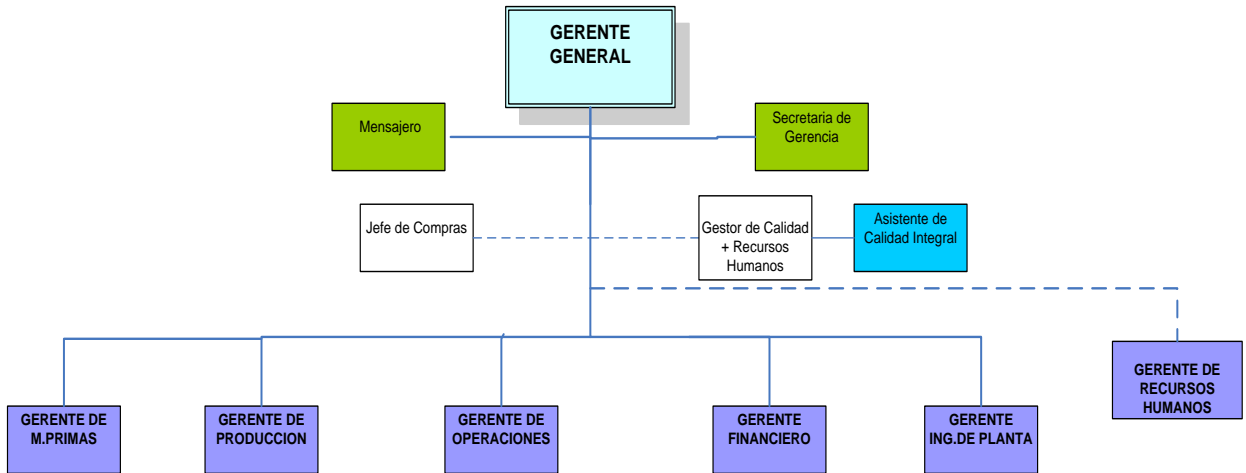 GERENTE
GENERAL
Mensajero
Secretaria de
Gerencia
Jefe de Compras
Gestor de Calidad
+ Recursos
Humanos
Asistente de
Calidad Integral
GERENTE DE
RECURSOS
HUMANOS
GERENTE DE
M.PRIMAS
GERENTE DE
PRODUCCION
GERENTE DE
OPERACIONES
GERENTE
FINANCIERO
GERENTE
ING.DE PLANTA